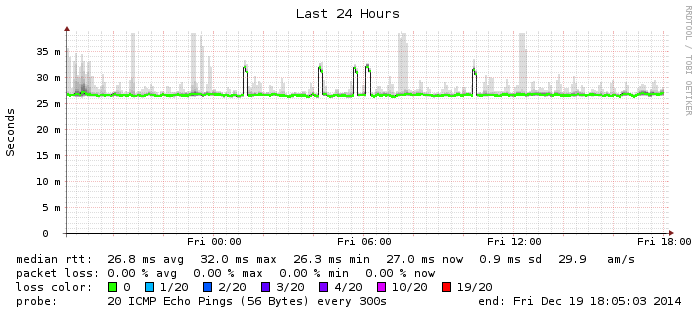 Last 24 Hours
RRDTOOL / TOBI OETIKER
Seconds
35 m
30 m
25 m
20 m
15 m
10 m
5 m
0
Fri 00:00 Fri 06:00 Fri 12:00 Fri 18:00
median rtt: 26.8 ms avg 32.0 ms max 26.3 ms min 27.0 ms now 0.9 ms sd 29.9 am/s
packet loss: 0.00 % avg 0.00 % max 0.00 % min 0.00 % now
loss color: 0 1/20 2/20 3/20 4/20 10/20 19/20
probe: 20 ICMP Echo Pings (56 Bytes) every 300s end: Fri Dec 19 18:05:03 2014